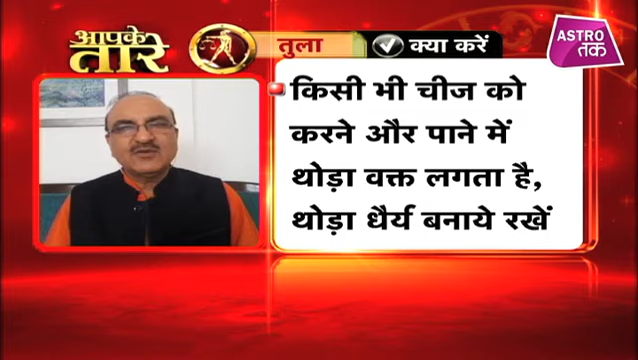 आपके
तारे
तुला
क्या करें
ASTRO
तक
किसी भी चीज को
करने और पाने में
थोड़ा वक्त लगता है,
थोड़ा धैर्य बनाये रखें